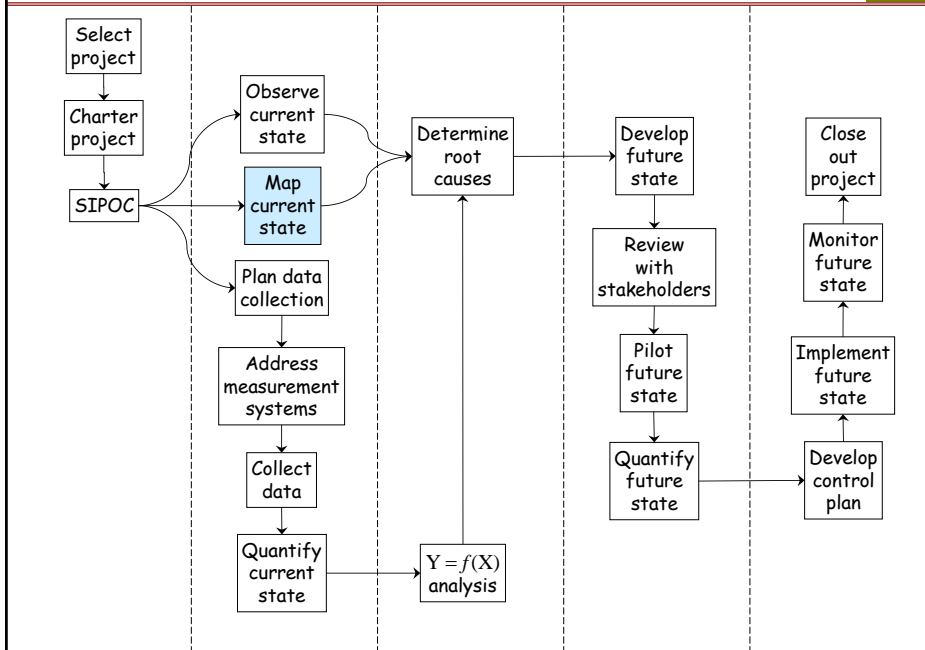 Select
project
Charter
project
SIPOC
Observe
current
state
Map
current
state
Plan data
collection
Address
measurement
systems
Collect
data
Quantify
current
state
Determine
root
causes
Y = f(X)
analysis
Develop
future
state
Review
with
stakeholders
Pilot
future
state
Quantify
future
state
Close
out
project
Monitor
future
state
Implement
future
state
Develop
control
plan